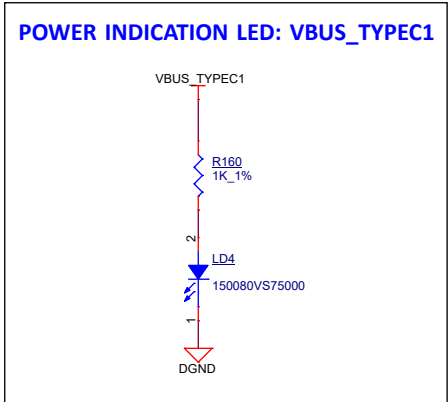 POWER INDICATION LED: VBUS_TYPEC1
VBUS_TYPEC1
R160
1K_1%
2
LD4
150080VS75000
1
DGND